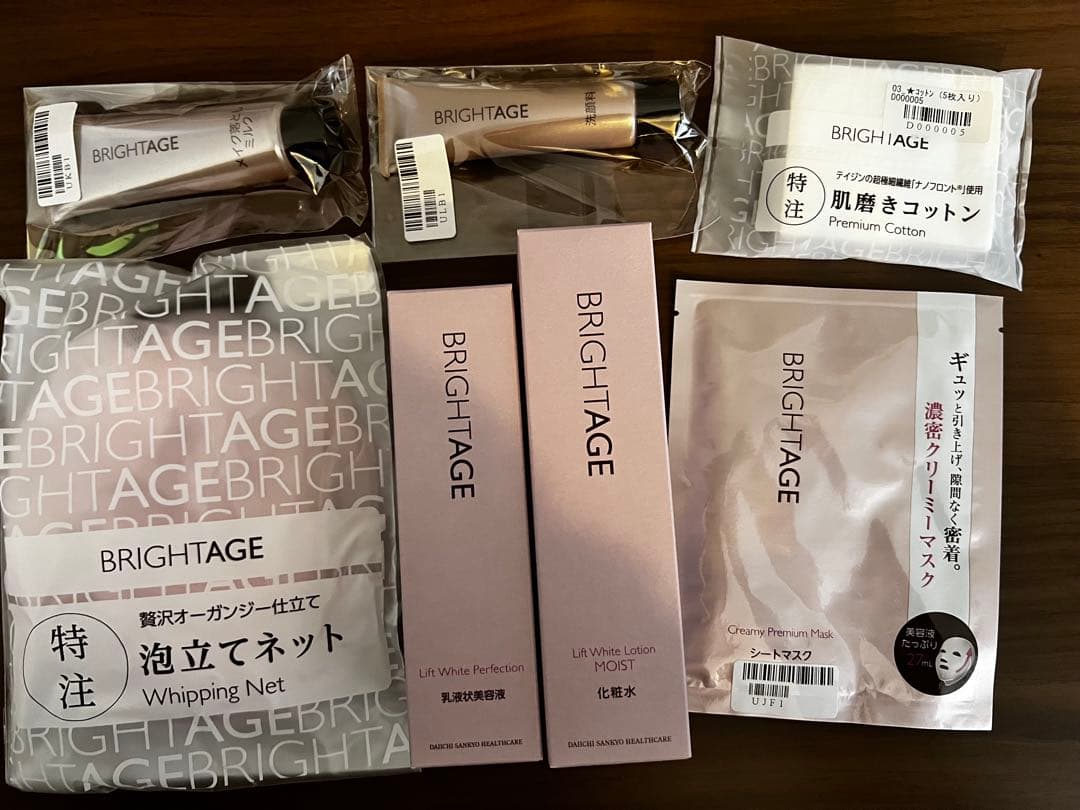 BRIGHTAGE
メイク落とし
ミルク
UKB1
BRIGHTAGE
洗顔料
UIB1
03.★コットン（5枚入り）
D000005
D000005
BRIGHTAGE
特注
テイジンの超極細繊維「ナノフロント®」使用
肌磨きコットン
Premium Cotton
BRIGHTAGE
特注
贅沢オーガンジー仕立て
泡立てネット
Whipping Net
BRIGHTAGE
Lift White Perfection
乳液状美容液
DAIICHI SANKYO HEALTHCARE
BRIGHTAGE
Lift White Lotion
MOIST
化粧水
DAIICHI SANKYO HEALTHCARE
BRIGHTAGE
ギュッと引き上げ、隙間なく密着。
濃密クリーミーマスク
Creamy Premium Mask
シートマスク
美容液
たっぷり
27mL
UJF1